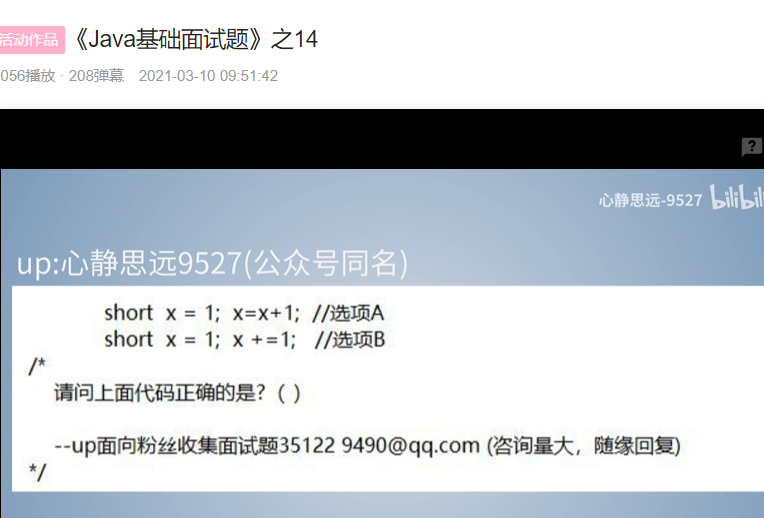 活动作品 《Java基础面试题》之14
056播放 · 208弹幕 2021-03-10 09:51:42
心静思远-9527 bilibili
up:心静思远9527(公众号同名)
short x = 1; x=x+1; //选项A
short x = 1; x +=1; //选项B
/*
请问上面代码正确的是？( )
--up面向粉丝收集面试题35122 9490@qq.com (咨询量大，随缘回复)
*/